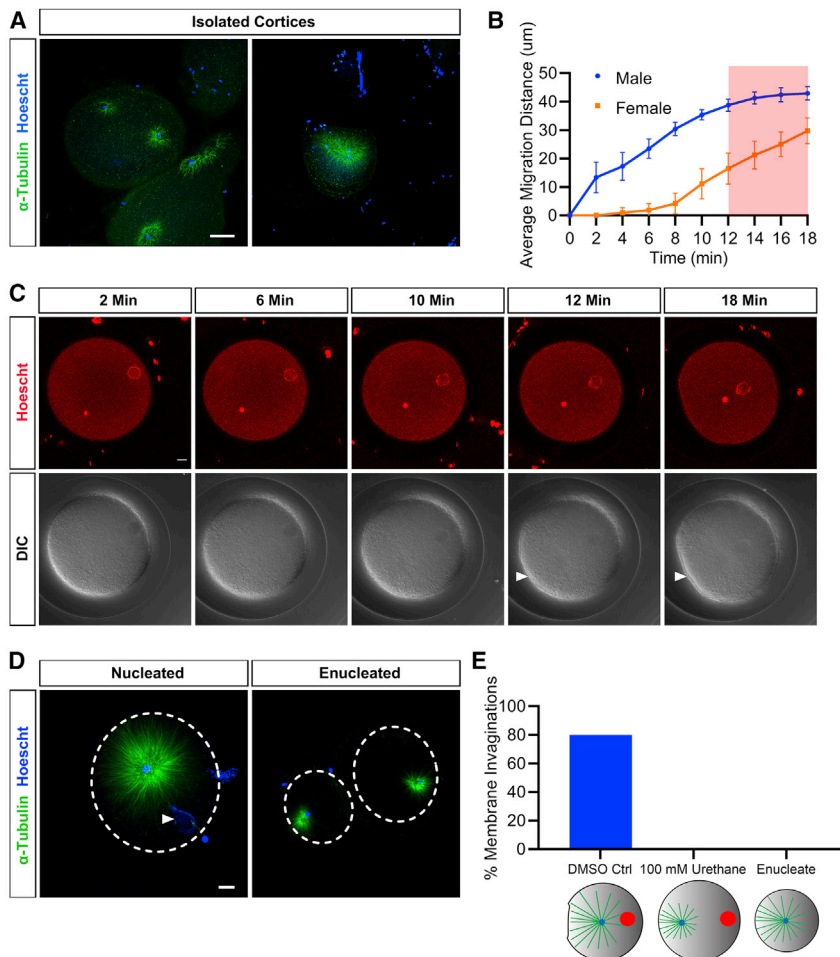 A
Isolated Cortices
α-Tubulin Hoescht
B
Average Migration Distance (um)
50
40
30
20
10
0
Male
Female
0 2 4 6 8 10 12 14 16 18
Time (min)
C
2 Min 6 Min 10 Min 12 Min 18 Min
Hoescht
DIC
D
Nucleated Enucleated
α-Tubulin Hoescht
E
% Membrane Invaginations
100
80
60
40
20
0
DMSO Ctrl 100 mM Urethane Enucleate